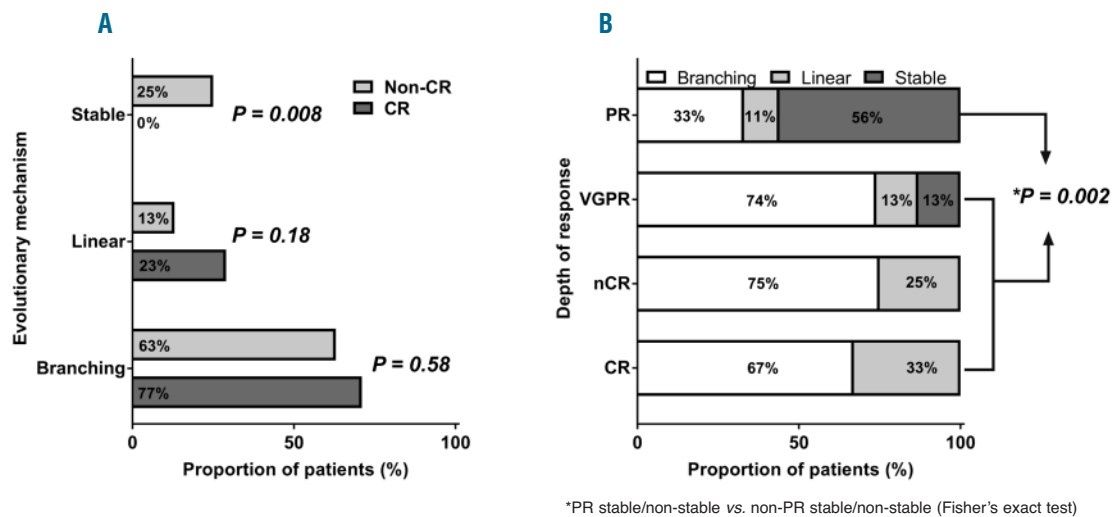 A
Evolutionary mechanism
Stable
25%
0%
P = 0.008
Non-CR
CR
Linear
13%
23%
P = 0.18
Branching
63%
77%
P = 0.58
0 50 100
Proportion of patients (%)
B
Branching Linear Stable
Depth of response
PR
33% 11% 56%
VGPR
74% 13% 13%
*P = 0.002
nCR
75% 25%
CR
67% 33%
0 50 100
Proportion of patients (%)
*PR stable/non-stable vs. non-PR stable/non-stable (Fisher's exact test)